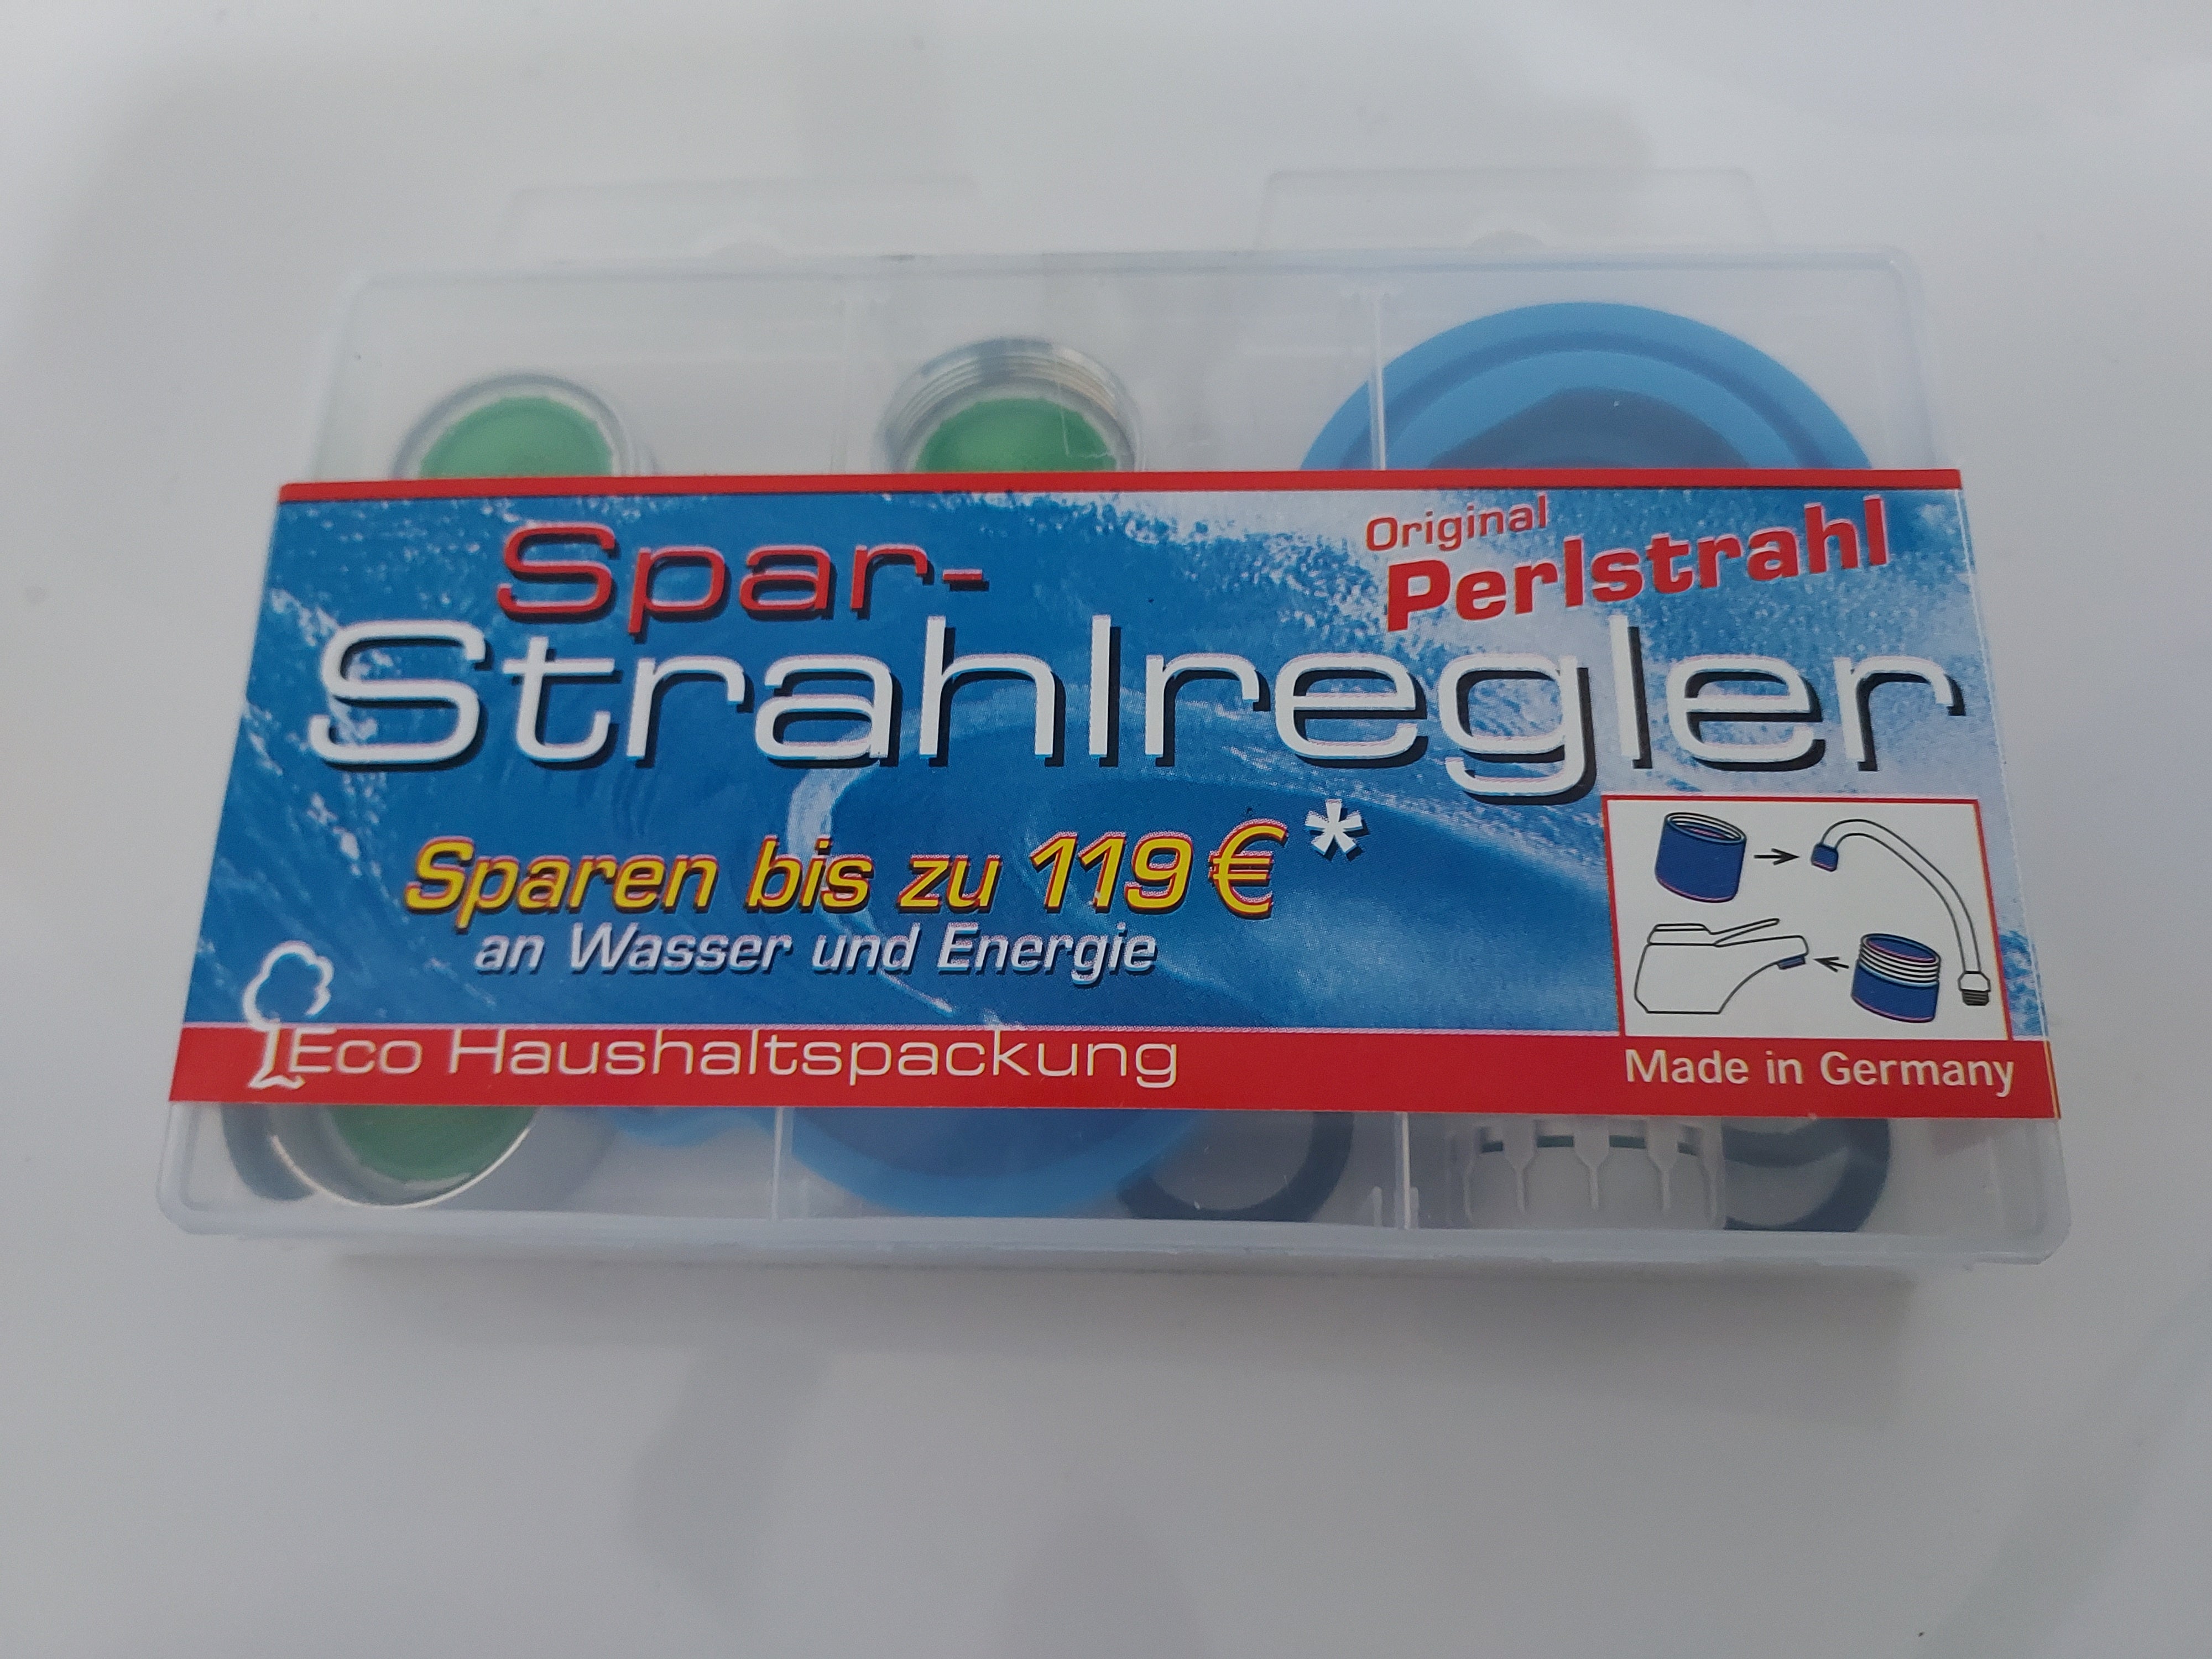 Original
Perlstrahl
Spar-
Strahlregler
Sparen bis zu 119 €*
an Wasser und Energie
Eco Haushaltspackung
Made in Germany